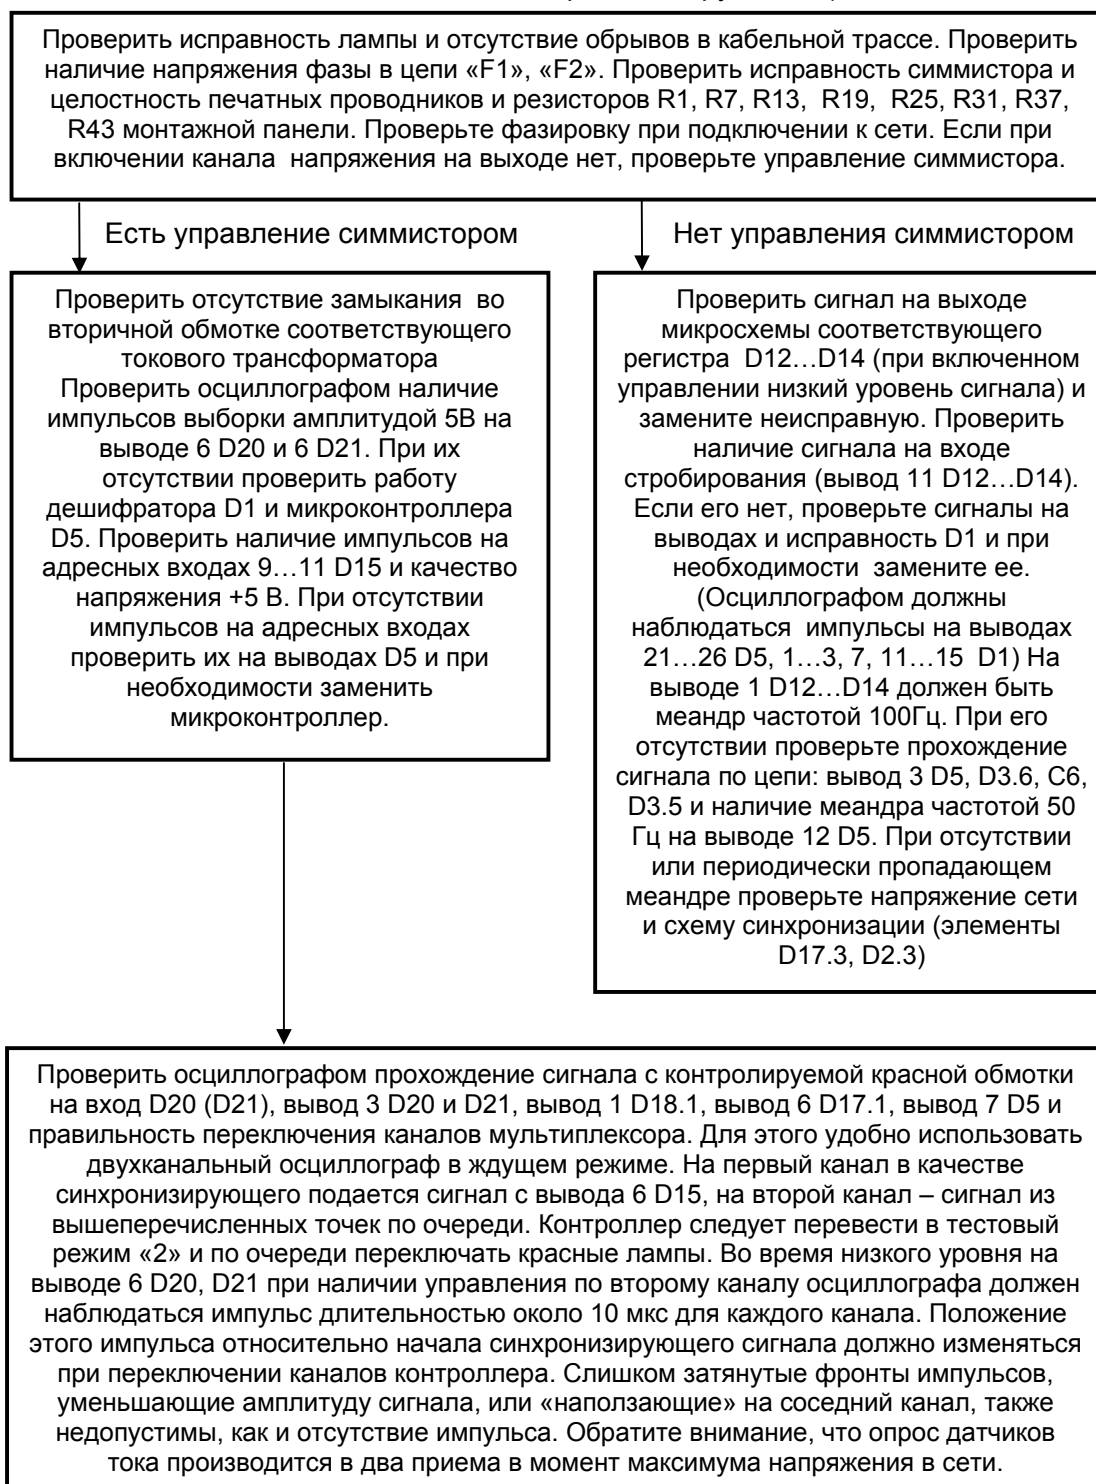 Проверить исправность лампы и отсутствие обрывов в кабельной трассе. Проверить
наличие напряжения фазы в цепи «F1», «F2». Проверить исправность симмистора и
целостность печатных проводников и резисторов R1, R7, R13, R19, R25, R31, R37,
R43 монтажной панели. Проверьте фазировку при подключении к сети. Если при
включении канала напряжения на выходе нет, проверьте управление симмистора.
Есть управление симмистором
Проверить отсутствие замыкания во
вторичной обмотке соответствующего
токового трансформатора
Проверить осциллографом наличие
импульсов выборки амплитудой 5В на
выводе 6 D20 и 6 D21. При их
отсутствии проверить работу
дешифратора D1 и микроконтроллера
D5. Проверить наличие импульсов на
адресных входах 9…11 D15 и качество
напряжения +5 В. При отсутствии
импульсов на адресных входах
проверить их на выводах D5 и при
необходимости заменить
микроконтроллер.
Нет управления симмистором
Проверить сигнал на выходе
микросхемы соответствующего
регистра D12…D14 (при включенном
управлении низкий уровень сигнала) и
замените неисправную. Проверить
наличие сигнала на входе
стробирования (вывод 11 D12…D14).
Если его нет, проверьте сигналы на
выводах и исправность D1 и при
необходимости замените ее.
(Осциллографом должны
наблюдаться импульсы на выводах
21…26 D5, 1…3, 7, 11…15 D1) На
выводе 1 D12…D14 должен быть
меандр частотой 100Гц. При его
отсутствии проверьте прохождение
сигнала по цепи: вывод 3 D5, D3.6, C6,
D3.5 и наличие меандра частотой 50
Гц на выводе 12 D5. При отсутствии
или периодически пропадающем
меандре проверьте напряжение сети
и схему синхронизации (элементы
D17.3, D2.3)
Проверить осциллографом прохождение сигнала с контролируемой красной обмотки
на вход D20 (D21), вывод 3 D20 и D21, вывод 1 D18.1, вывод 6 D17.1, вывод 7 D5 и
правильность переключения каналов мультиплексора. Для этого удобно использовать
двухканальный осциллограф в ждущем режиме. На первый канал в качестве
синхронизирующего подается сигнал с вывода 6 D15, на второй канал – сигнал из
вышеперечисленных точек по очереди. Контроллер следует перевести в тестовый
режим «2» и по очереди переключать красные лампы. Во время низкого уровня на
выводе 6 D20, D21 при наличии управления по второму каналу осциллографа должен
наблюдаться импульс длительностью около 10 мкс для каждого канала. Положение
этого импульса относительно начала синхронизирующего сигнала должно изменяться
при переключении каналов контроллера. Слишком затянутые фронты импульсов,
уменьшающие амплитуду сигнала, или «наползающие» на соседний канал, также
недопустимы, как и отсутствие импульса. Обратите внимание, что опрос датчиков
тока производится в два приема в момент максимума напряжения в сети.